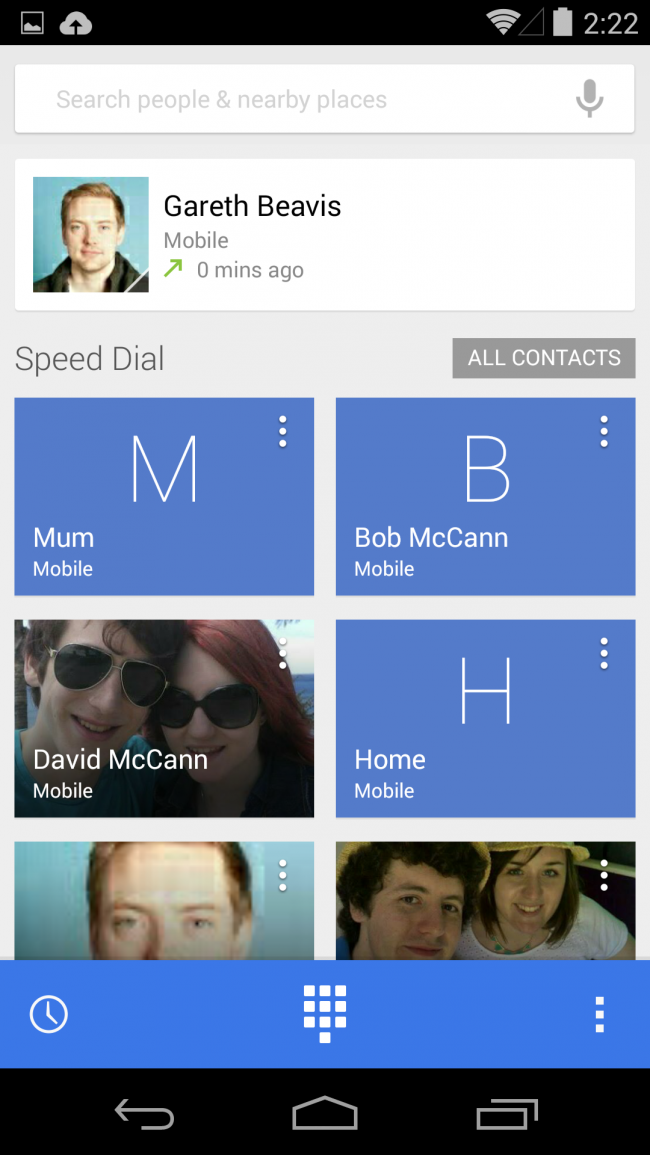 2:22
Search people & nearby places
Gareth Beavis
Mobile
0 mins ago
Speed Dial
ALL CONTACTS
M
B
Mum
Bob McCann
Mobile
Mobile
H
David McCann
Home
Mobile
Mobile